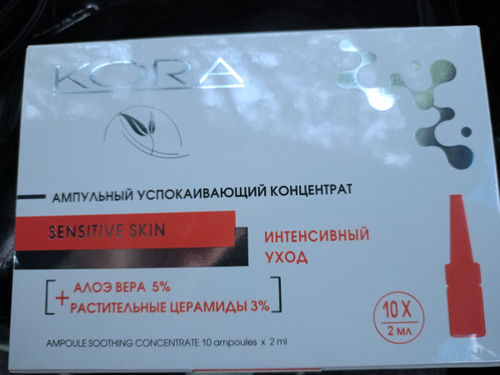 KORA
АМПУЛЬНЫЙ УСПОКАИВАЮЩИЙ КОНЦЕНТРАТ
SENSITIVE SKIN
ИНТЕНСИВНЫЙ
УХОД
+ АЛОЭ ВЕРА 5%
РАСТИТЕЛЬНЫЕ ЦЕРАМИДЫ 3%
10 X
2 мл
AMPOULE SOOTHING CONCENTRATE 10 ampoules x 2 ml